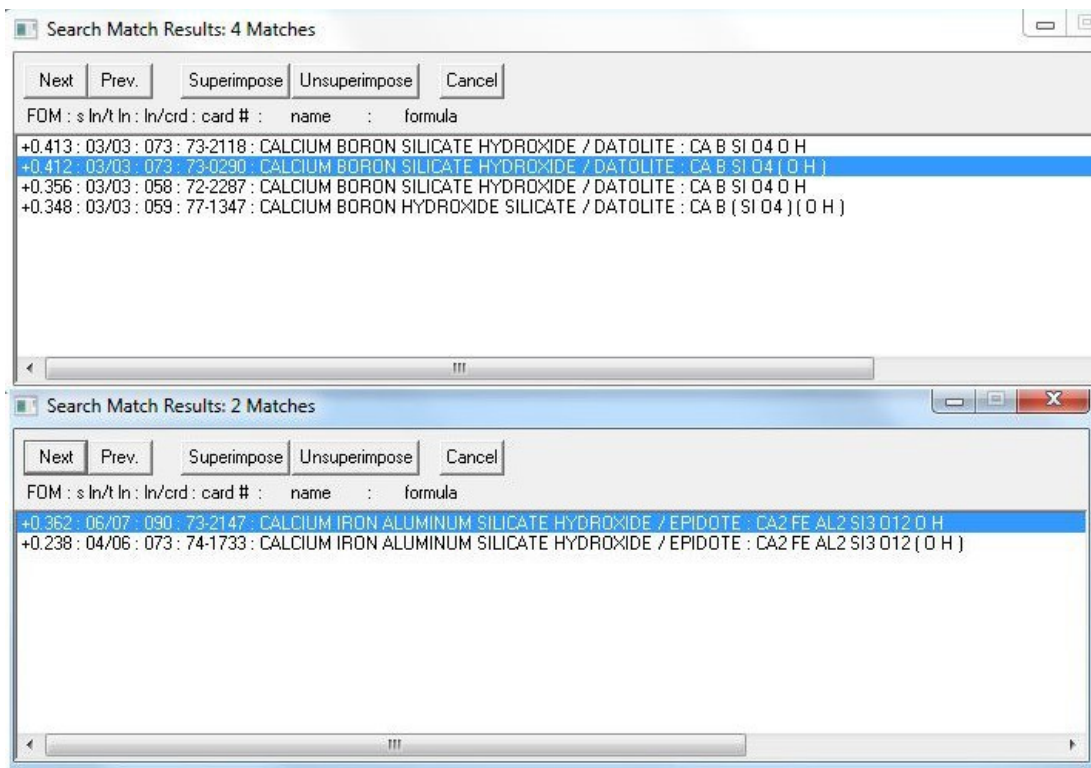 Search Match Results: 4 Matches
Next Prev. Superimpose Unsuperimpose Cancel
FOM : s ln/t ln : ln/crd : card # : name : formula
+0.413 : 03/03 : 073 : 73-2118 : CALCIUM BORON SILICATE HYDROXIDE / DATOLITE : CA B SI O4 O H
+0.412 : 03/03 : 073 : 73-0290 : CALCIUM BORON SILICATE HYDROXIDE / DATOLITE : CA B SI O4 ( O H )
+0.356 : 03/03 : 058 : 72-2287 : CALCIUM BORON SILICATE HYDROXIDE / DATOLITE : CA B SI O4 O H
+0.348 : 03/03 : 059 : 77-1347 : CALCIUM BORON HYDROXIDE SILICATE / DATOLITE : CA B ( SI O4 ) ( O H )
Search Match Results: 2 Matches
Next Prev. Superimpose Unsuperimpose Cancel
FOM : s ln/t ln : ln/crd : card # : name : formula
+0.362 : 06/07 : 090 : 73-2147 : CALCIUM IRON ALUMINUM SILICATE HYDROXIDE / EPIDOTE : CA2 FE AL2 SI3 O12 O H
+0.238 : 04/06 : 073 : 74-1733 : CALCIUM IRON ALUMINUM SILICATE HYDROXIDE / EPIDOTE : CA2 FE AL2 SI3 O12 ( O H )